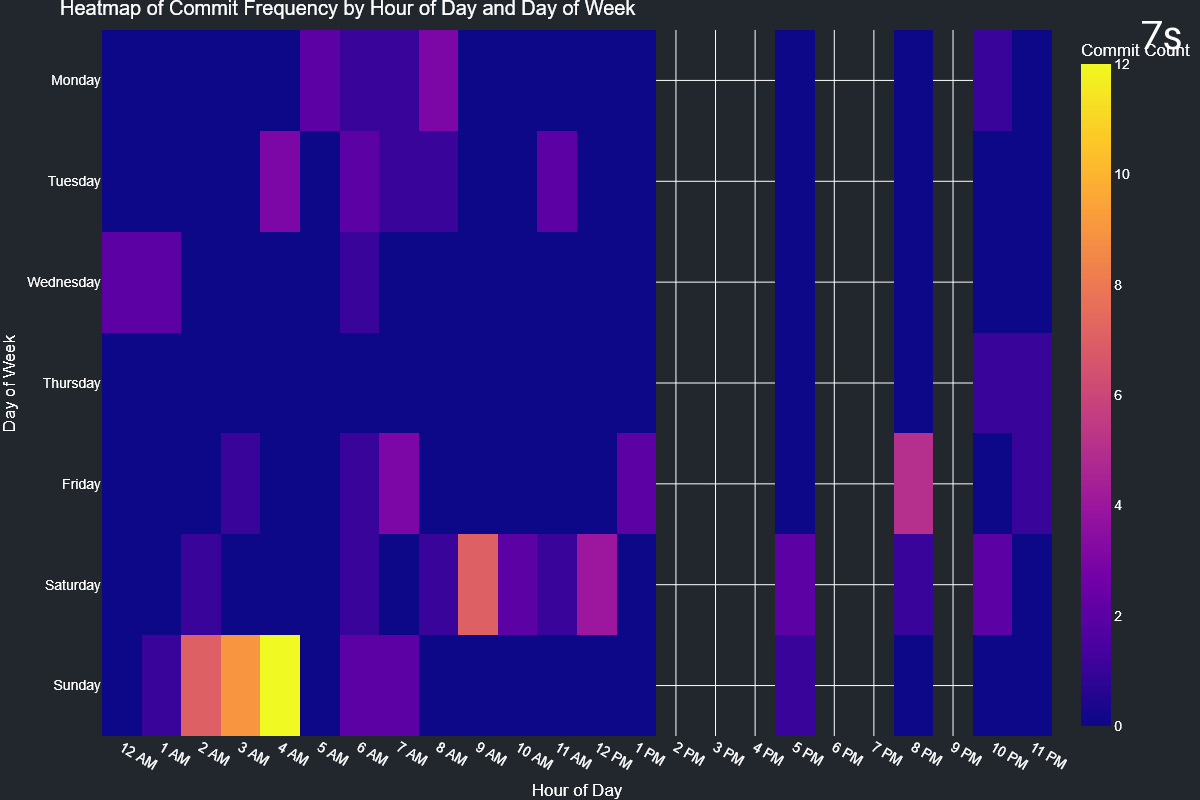 Heatmap of Commit Frequency by Hour of Day and Day of Week
7s
Commit Count
12
10
8
6
4
2
0
Day of Week
Monday
Tuesday
Wednesday
Thursday
Friday
Saturday
Sunday
12 AM
1 AM
2 AM
3 AM
4 AM
5 AM
6 AM
7 AM
8 AM
9 AM
10 AM
11 AM
12 PM
1 PM
2 PM
3 PM
4 PM
5 PM
6 PM
7 PM
8 PM
9 PM
10 PM
11 PM
Hour of Day